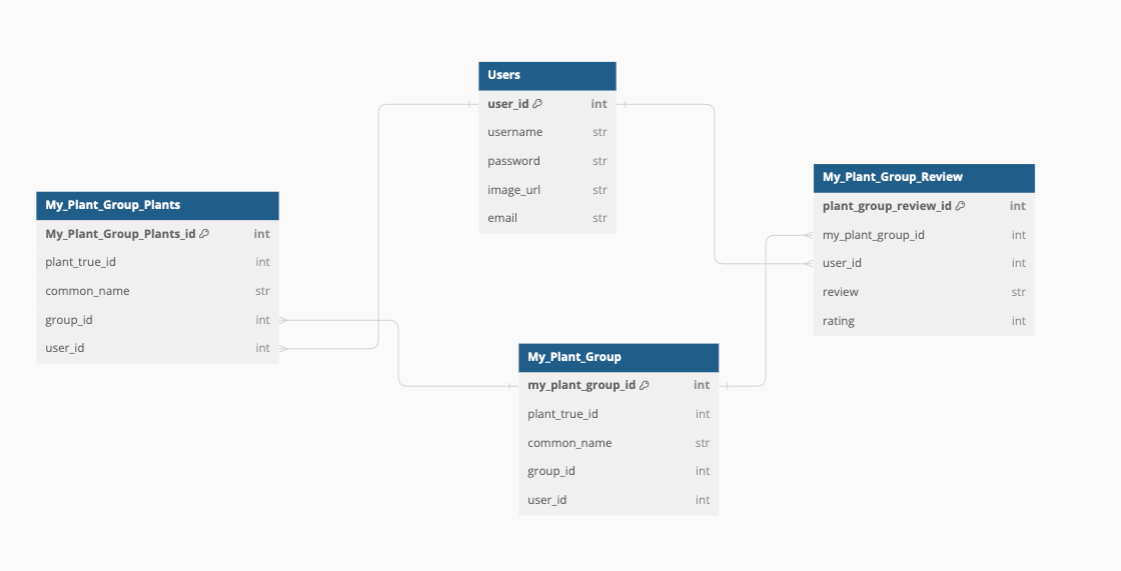 Users
user_id int
username str
password str
image_url str
email str
My_Plant_Group_Plants
My_Plant_Group_Plants_id int
plant_true_id int
common_name str
group_id int
user_id int
My_Plant_Group_Review
plant_group_review_id int
my_plant_group_id int
user_id int
review str
rating int
My_Plant_Group
my_plant_group_id int
plant_true_id int
common_name str
group_id int
user_id int